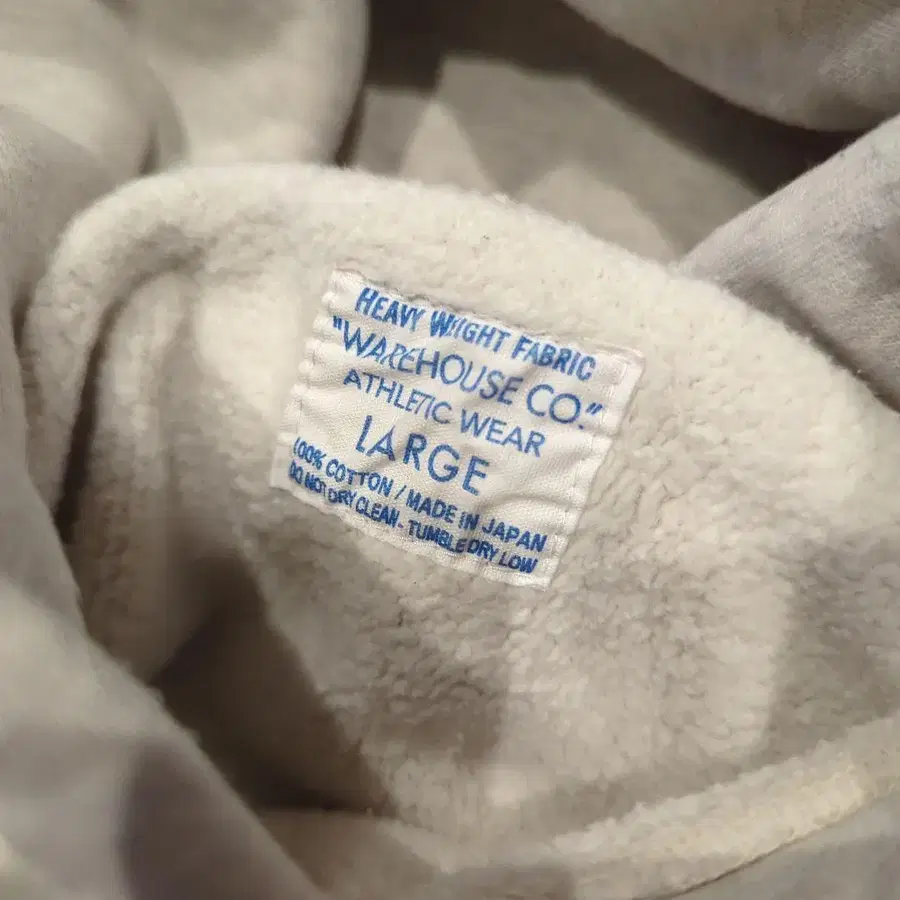 HEAVY WEIGHT FABRIC
"WAREHOUSE CO."
ATHLETIC WEAR
LARGE
100% COTTON / MADE IN JAPAN
DO NOT DRY CLEAN - TUMBLE DRY LOW